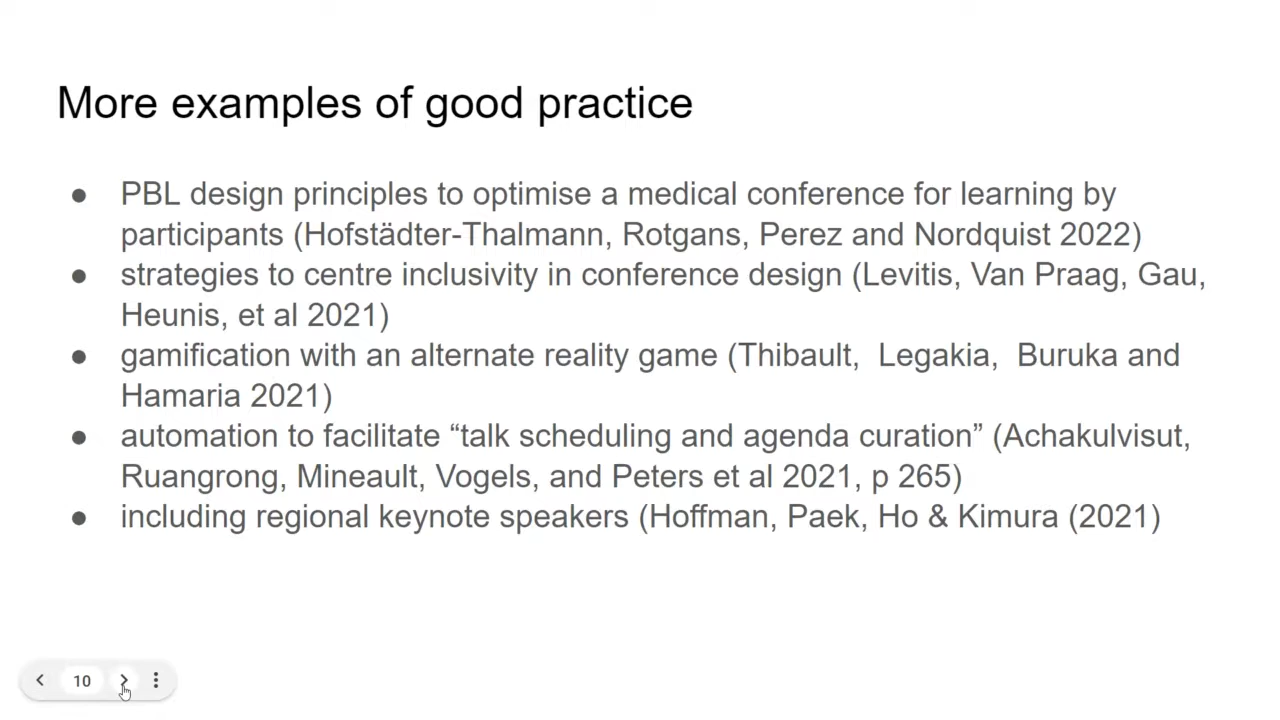 More examples of good practice
● PBL design principles to optimise a medical conference for learning by
participants (Hofstädter-Thalmann, Rotgans, Perez and Nordquist 2022)
● strategies to centre inclusivity in conference design (Levitis, Van Praag, Gau,
Heunis, et al 2021)
● gamification with an alternate reality game (Thibault,  Legakia,  Buruka and
Hamaria 2021)
● automation to facilitate “talk scheduling and agenda curation” (Achakulvisut,
Ruangrong, Mineault, Vogels, and Peters et al 2021, p 265)
● including regional keynote speakers (Hoffman, Paek, Ho & Kimura (2021)
10